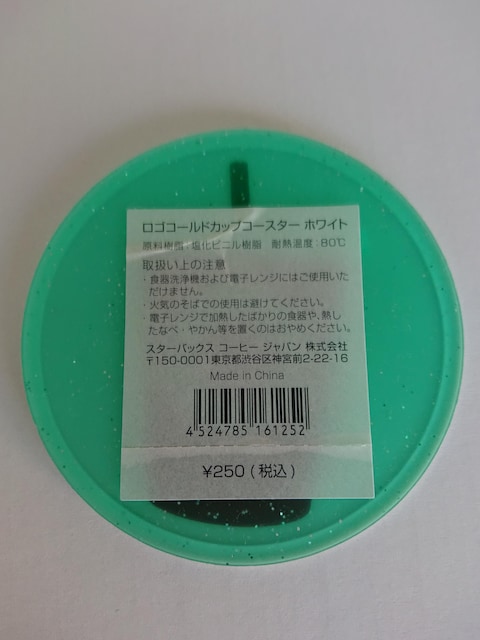 ロゴコールドカップコースター ホワイト
原料樹脂:塩化ビニル樹脂 耐熱温度:80℃
取扱い上の注意
・食器洗浄機および電子レンジにはご使用いた
だけません。
・火気のそばでの使用は避けてください。
・電子レンジで加熱したばかりの食器や、熱し
たなべ・やかん等を置くのはおやめください。
スターバックス コーヒー ジャパン 株式会社
〒150-0001東京都渋谷区神宮前2-22-16
Made in China
4 524785 161252
¥250 (税込)